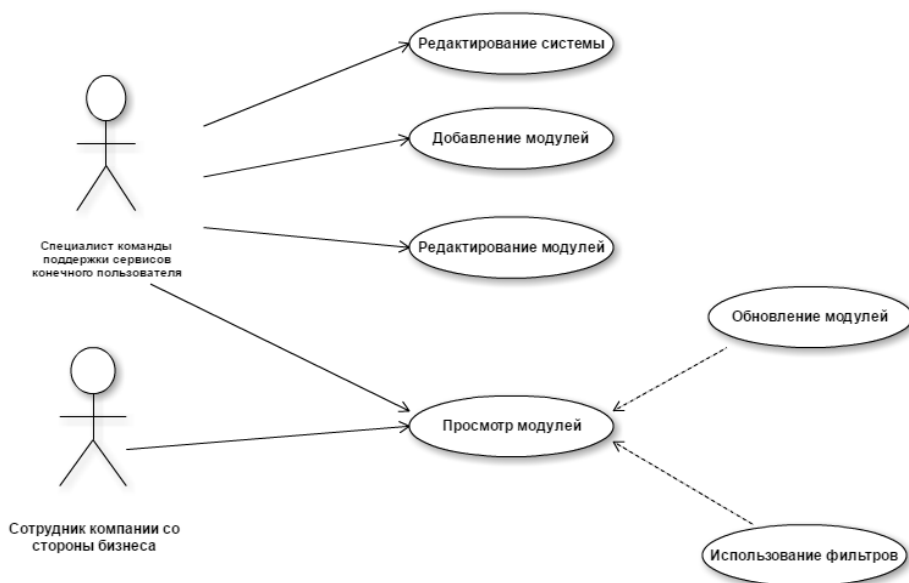 Редактирование системы
Добавление модулей
Специалист команды
поддержки сервисов
конечного пользователя
Редактирование модулей
Обновление модулей
Просмотр модулей
Сотрудник компании со
стороны бизнеса
Использование фильтров